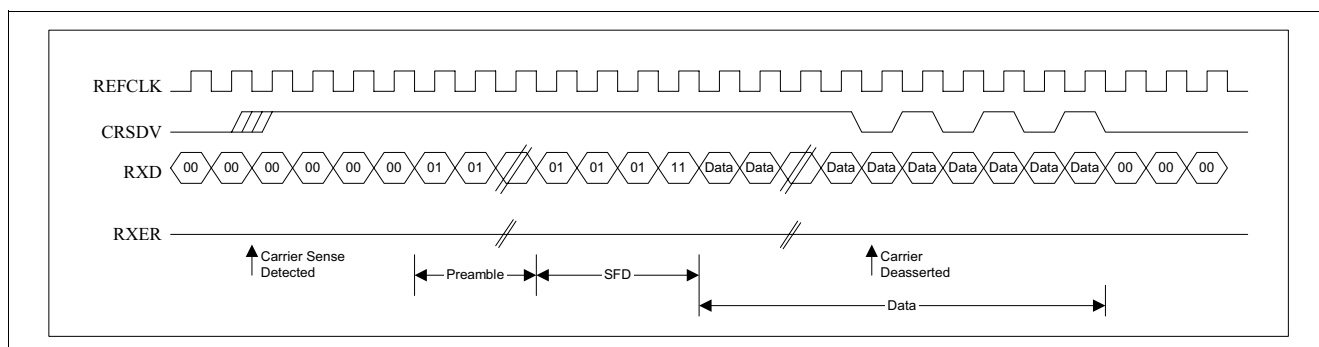 REFCLK
CRSDV
RXD 00 00 00 00 00 00 01 01 01 01 01 11 Data Data Data Data Data Data Data Data Data 00 00 00
RXER
Carrier Sense
Detected
Preamble
SFD
Carrier
Deasserted
Data